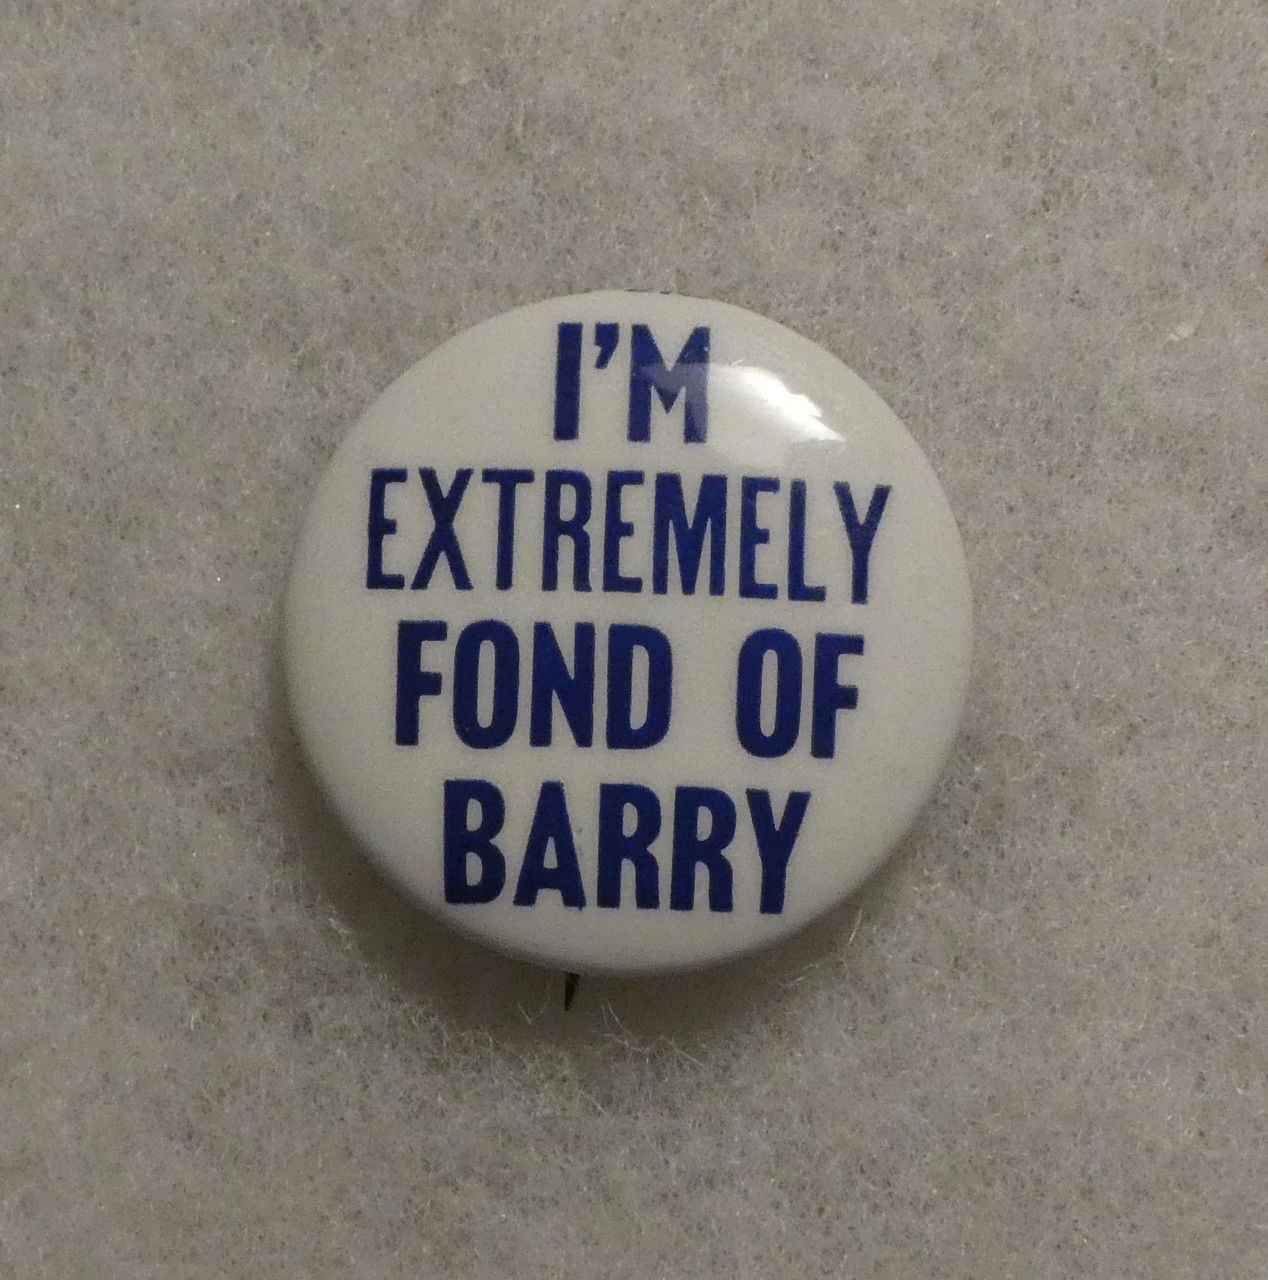 I'M
EXTREMELY
FOND OF
BARRY